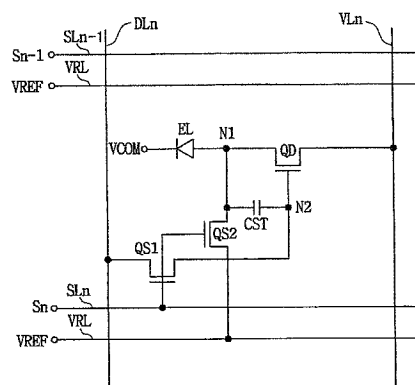 DLn
VLn
SLn-1
Sn-1
VRL
VREF
EL
N1
QD
VCOM
CST
N2
QS2
QS1
SLn
Sn
VRL
VREF